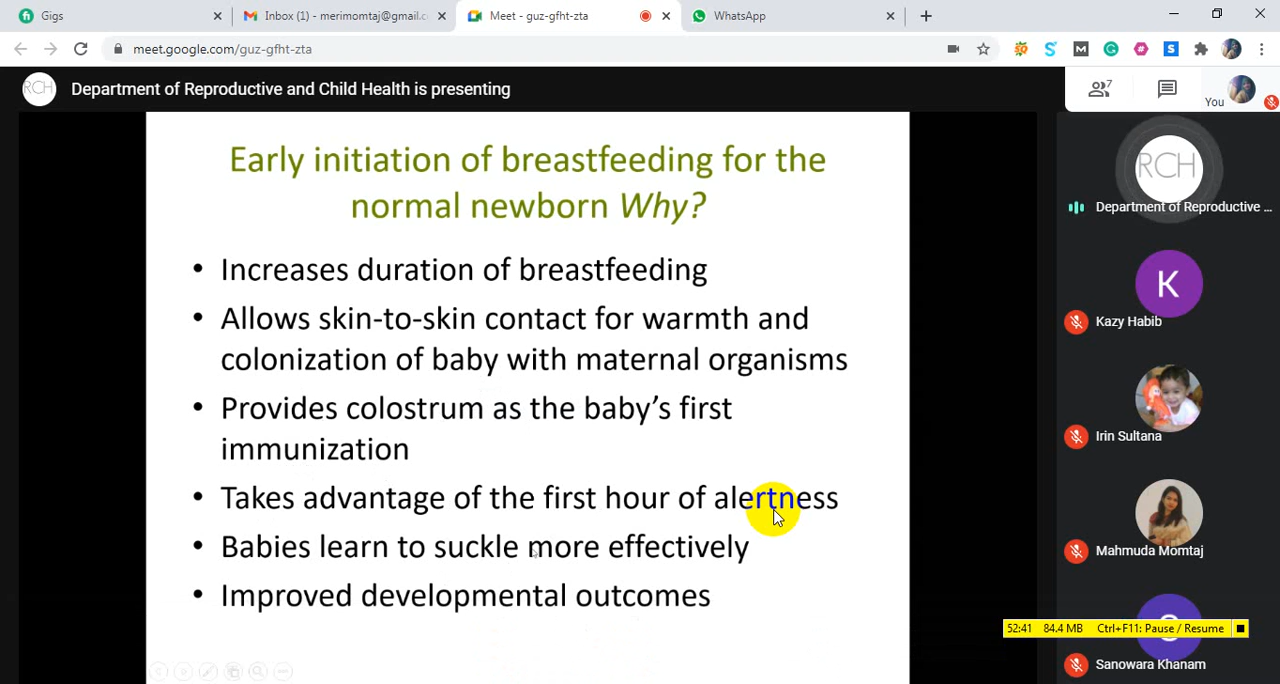 Gigs
Inbox (1) - merimomtaj@gmail.c
Meet - guz-gfht-zta
WhatsApp
meet.google.com/guz-gfht-zta
RCH
Department of Reproductive and Child Health is presenting
7
You
Early initiation of breastfeeding for the
normal newborn Why?
• Increases duration of breastfeeding
• Allows skin-to-skin contact for warmth and
colonization of baby with maternal organisms
• Provides colostrum as the baby's first
immunization
• Takes advantage of the first hour of alertness
• Babies learn to suckle more effectively
• Improved developmental outcomes
RCH
Department of Reproductive ...
K
Kazy Habib
Irin Sultana
Mahmuda Momtaj
52:41 84.4 MB Ctrl+F11: Pause / Resume
Sanowara Khanam